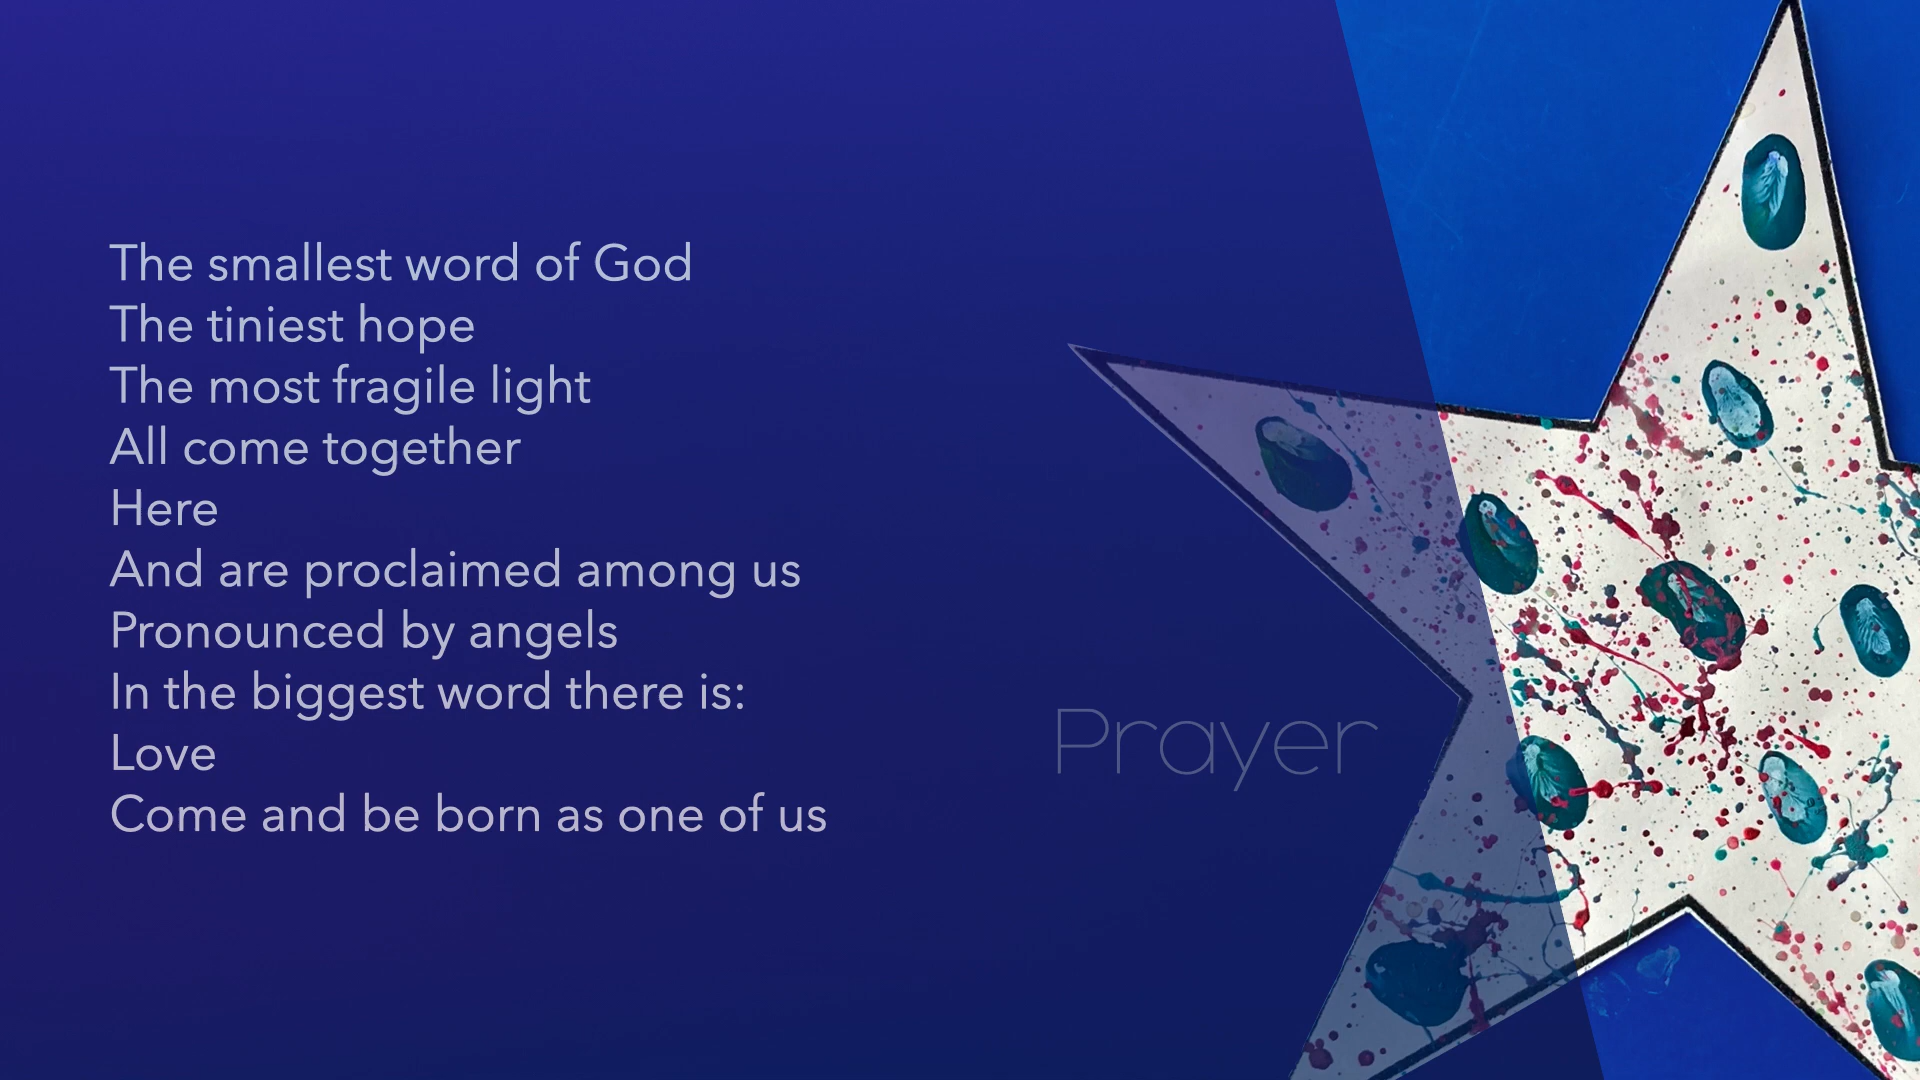 The smallest word of God
The tiniest hope
The most fragile light
All come together
Here
And are proclaimed among us
Pronounced by angels
In the biggest word there is:
Love
Come and be born as one of us
Prayer